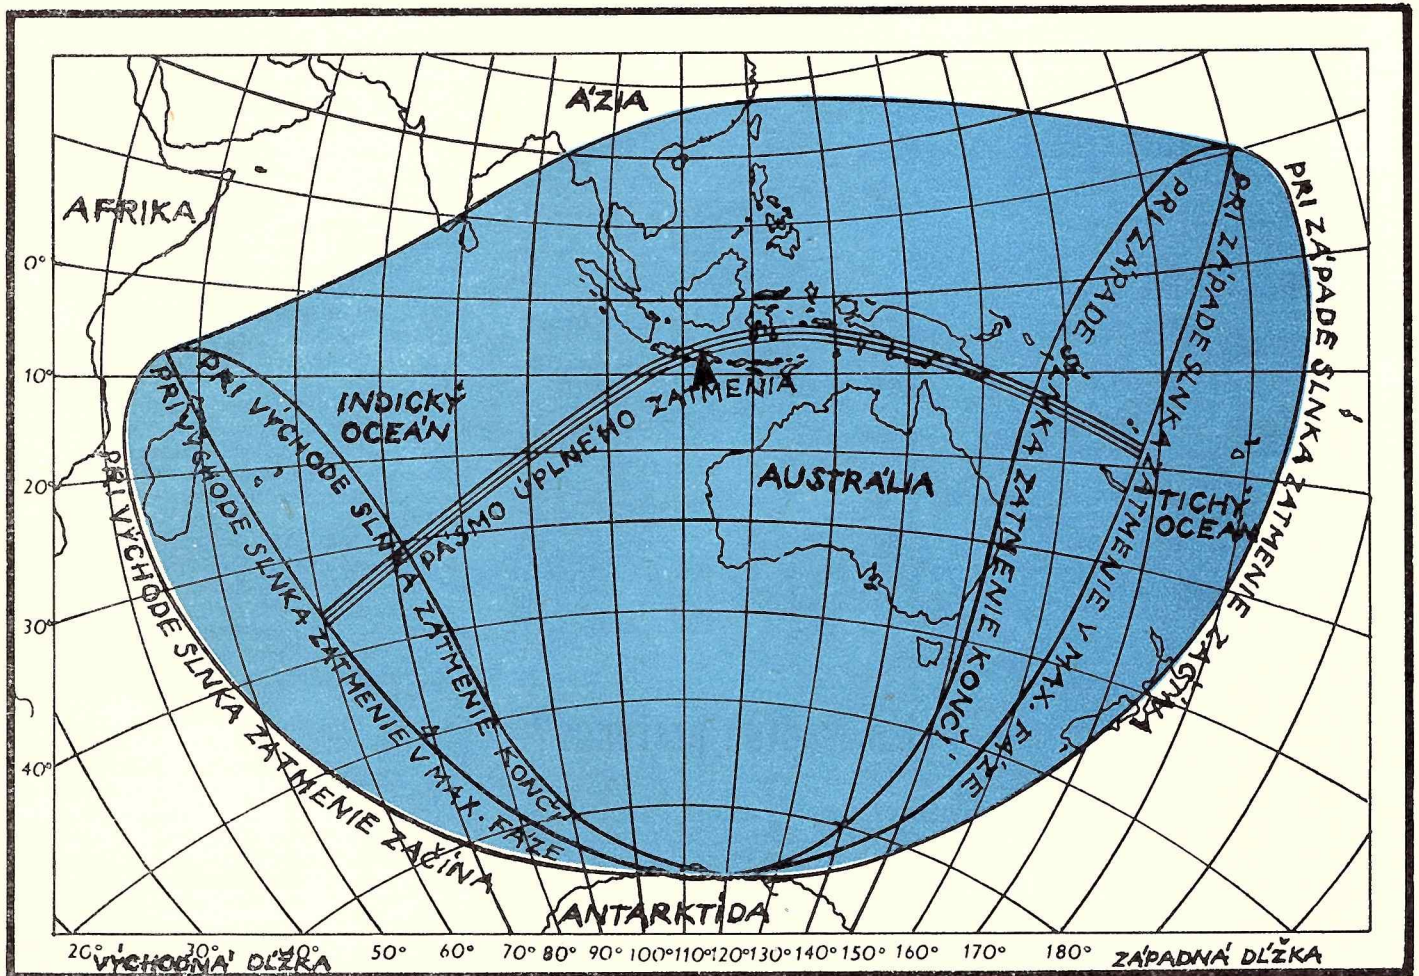 ÁZIA
AFRIKA
0°
10°
20°
30°
40°
INDICKÝ
OCEÁN
AUSTRÁLIA
TICHÝ
OCEÁN
ANTARKTÍDA
PÁSMO ÚPLNÉHO ZATMENIA
PRI VÝCHODE SLNKA ZATMENIE ZAČÍNA
PRI VÝCHODE SLNKA ZATMENIE V MAX. FÁZE
PRI VÝCHODE SLNKA ZATMENIE KONČÍ
PRI ZÁPADE SLNKA ZATMENIE KONČÍ
PRI ZÁPADE SLNKA ZATMENIE V MAX. FÁZE
PRI ZÁPADE SLNKA ZATMENIE ZAČÍNA
20° 30° 40° 50° 60° 70° 80° 90° 100° 110° 120° 130° 140° 150° 160° 170° 180°
VÝCHODNÁ DĹŽKA
ZÁPADNÁ DĹŽKA